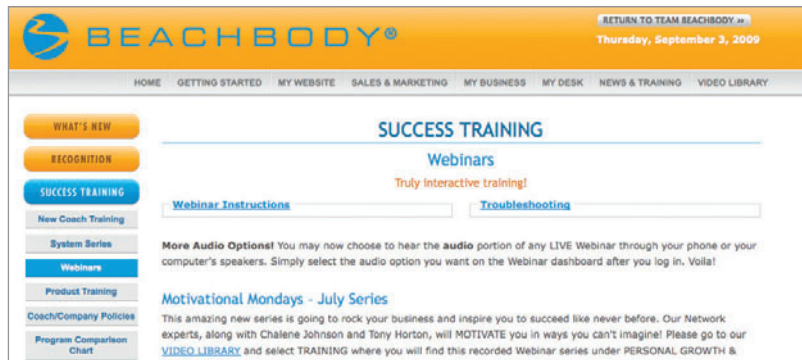 BEACHBODY®
RETURN TO TEAM BEACHBODY »
Thursday, September 3, 2009
HOME GETTING STARTED MY WEBSITE SALES & MARKETING MY BUSINESS MY DESK NEWS & TRAINING VIDEO LIBRARY
WHAT'S NEW
RECOGNITION
SUCCESS TRAINING
New Coach Training
System Series
Webinars
Product Training
Coach/Company Policies
Program Comparison
Chart
SUCCESS TRAINING
Webinars
Truly interactive training!
Webinar Instructions
Troubleshooting
More Audio Options! You may now choose to hear the audio portion of any LIVE Webinar through your phone or your
computer's speakers. Simply select the audio option you want on the Webinar dashboard after you log in. Voila!
Motivational Mondays - July Series
This amazing new series is going to rock your business and inspire you to succeed like never before. Our Network
experts, along with Chalene Johnson and Tony Horton, will MOTIVATE you in ways you can't imagine! Please go to our
VIDEO LIBRARY and select TRAINING where you will find this recorded Webinar series under PERSONAL GROWTH &